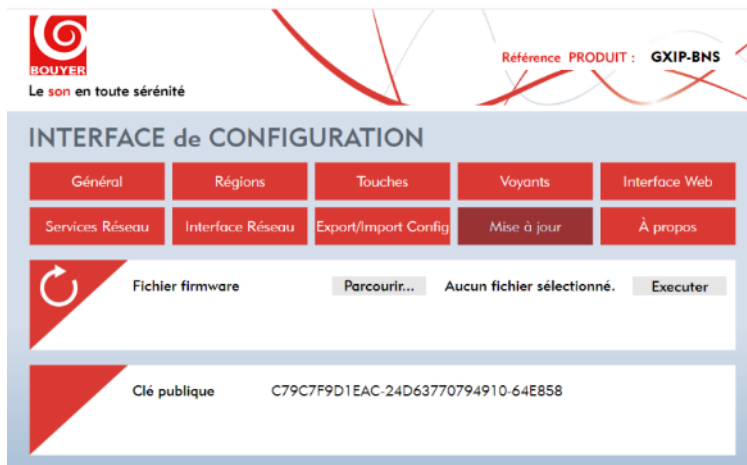 BOUYER
Référence PRODUIT : GXIP-BNS
Le son en toute sérénité
INTERFACE de CONFIGURATION
Général Régions Touches Voyants Interface Web
Services Réseau Interface Réseau Export/Import Config Mise à jour À propos
Fichier firmware Parcourir... Aucun fichier sélectionné. Executer
Clé publique C79C7F9D1EAC-24D63770794910-64E858